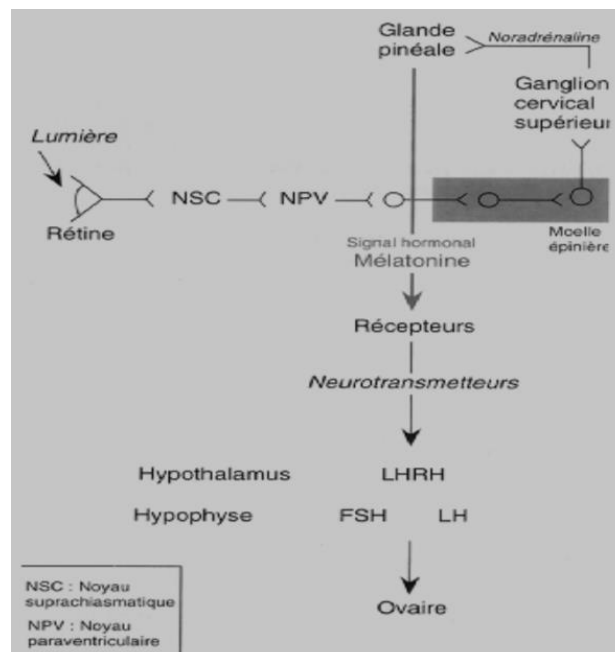 Glande
pinéale
Noradrénaline
Ganglion
cervical
supérieur
Lumière
Rétine
NSC
NPV
Moelle
épinière
Signal hormonal
Mélatonine
Récepteurs
Neurotransmetteurs
Hypothalamus LHRH
Hypophyse FSH LH
Ovaire
NSC : Noyau
suprachiasmatique
NPV : Noyau
paraventriculaire